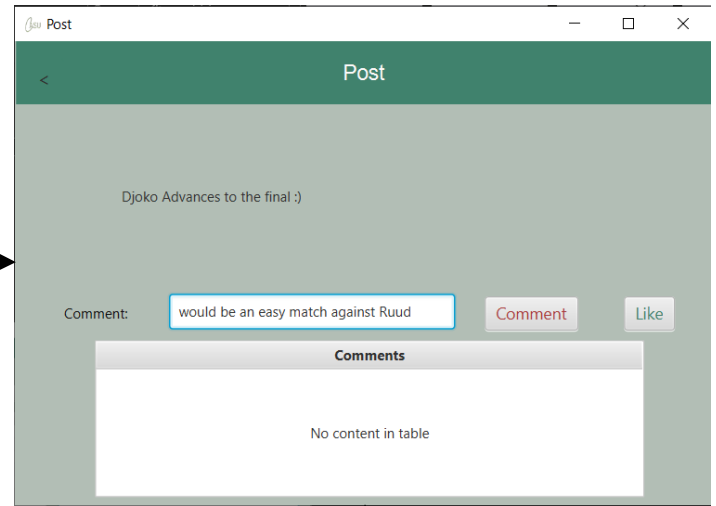 Post
<
Post
Djoko Advances to the final :)
Comment:
would be an easy match against Ruud
Comment
Like
Comments
No content in table